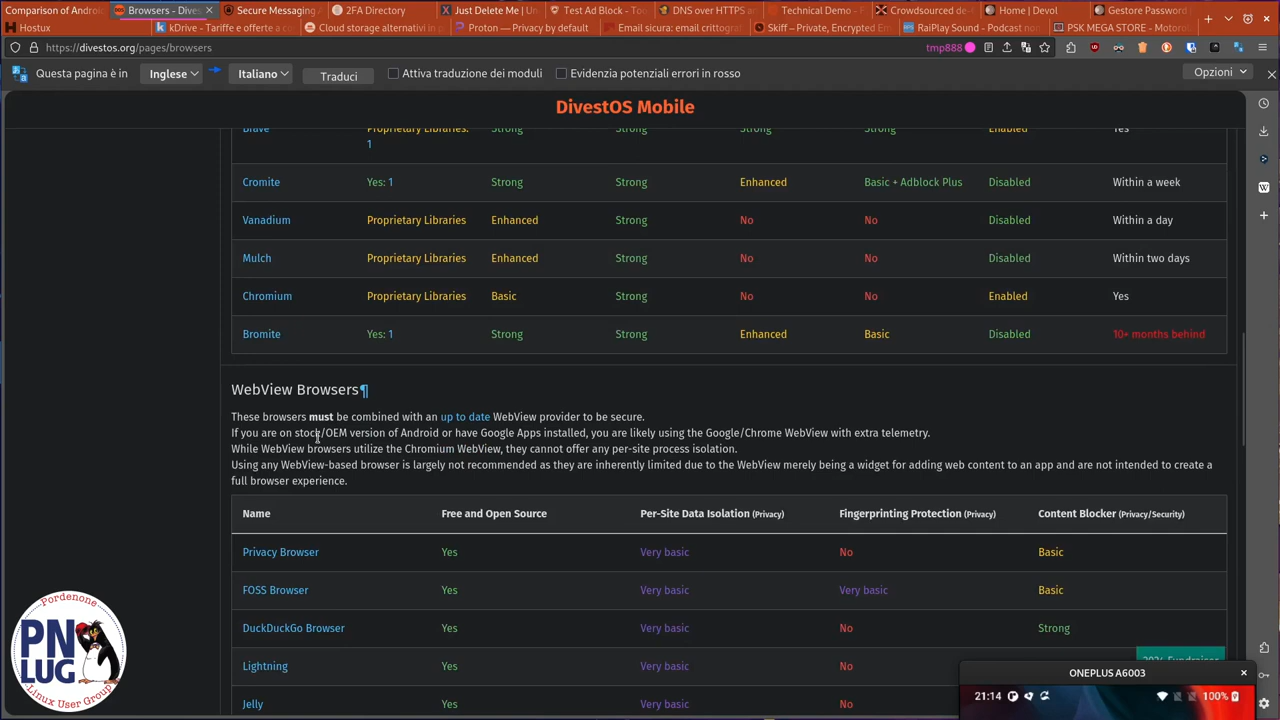 Comparison of Androi
Browsers - Dives
Secure Messaging
2FA Directory
Just Delete Me | Un
Test Ad Block - Too
DNS over HTTPS an
Technical Demo - F
Crowdsourced de-
Home | Devol
Gestore Password
Hostux
kDrive - Tariffe e offerte a c
Cloud storage alternativas to
Proton — Privacy by default
Email sicura: email crittograf
Skiff – Private, Encrypted Em
RaiPlay Sound - Podcast no
PSK MEGA STORE - Motorol
https://divestos.org/pages/browsers
tmp888
Questa pagina è in Inglese Italiano Traduci Attiva traduzione dei moduli Evidenzia potenziali errori in rosso Opzioni
DivestOS Mobile
Brave Proprietary Libraries: Strong Strong Strong Strong Enabled Yes
1
Cromite Yes: 1 Strong Strong Enhanced Basic + Adblock Plus Disabled Within a week
Vanadium Proprietary Libraries Enhanced Strong No No Disabled Within a day
Mulch Proprietary Libraries Enhanced Strong No No Disabled Within two days
Chromium Proprietary Libraries Basic Strong No No Enabled Yes
Bromite Yes: 1 Strong Strong Enhanced Basic Disabled 10+ months behind
WebView Browsers¶
These browsers must be combined with an up to date WebView provider to be secure.
If you are on stock/OEM version of Android or have Google Apps installed, you are likely using the Google/Chrome WebView with extra telemetry.
While WebView browsers utilize the Chromium WebView, they cannot offer any per-site process isolation.
Using any WebView-based browser is largely not recommended as they are inherently limited due to the WebView merely being a widget for adding web content to an app and are not intended to create a
full browser experience.
Name Free and Open Source Per-Site Data Isolation (Privacy) Fingerprinting Protection (Privacy) Content Blocker (Privacy/Security)
Privacy Browser Yes Very basic No Basic
FOSS Browser Yes Very basic Very basic Basic
DuckDuckGo Browser Yes Very basic No Strong
Lightning Yes Very basic No
Jelly Yes Very basic No
Pordenone
PN
LUG
Linux User Group
ONEPLUS A6003
21:14 100%